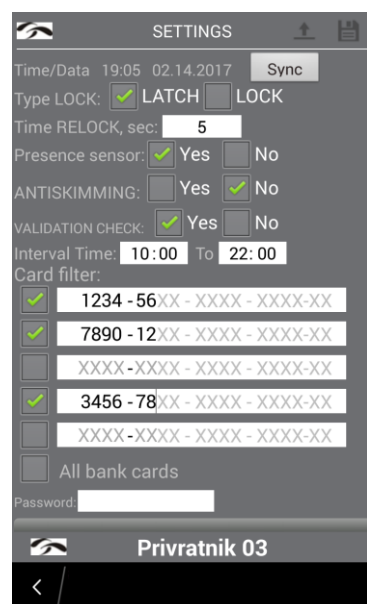 SETTINGS
Time/Data 19:05 02.14.2017 Sync
Type LOCK: LATCH LOCK
Time RELOCK, sec: 5
Presence sensor: Yes No
ANTISKIMMING: Yes No
VALIDATION CHECK: Yes No
Interval Time: 10:00 To 22:00
Card filter:
1234 - 56XX - XXXX - XXXX-XX
7890 - 12XX - XXXX - XXXX-XX
XXXX-XXXX - XXXX - XXXX-XX
3456 - 78XX - XXXX - XXXX-XX
XXXX-XXXX - XXXX - XXXX-XX
All bank cards
Password:
Privratnik 03